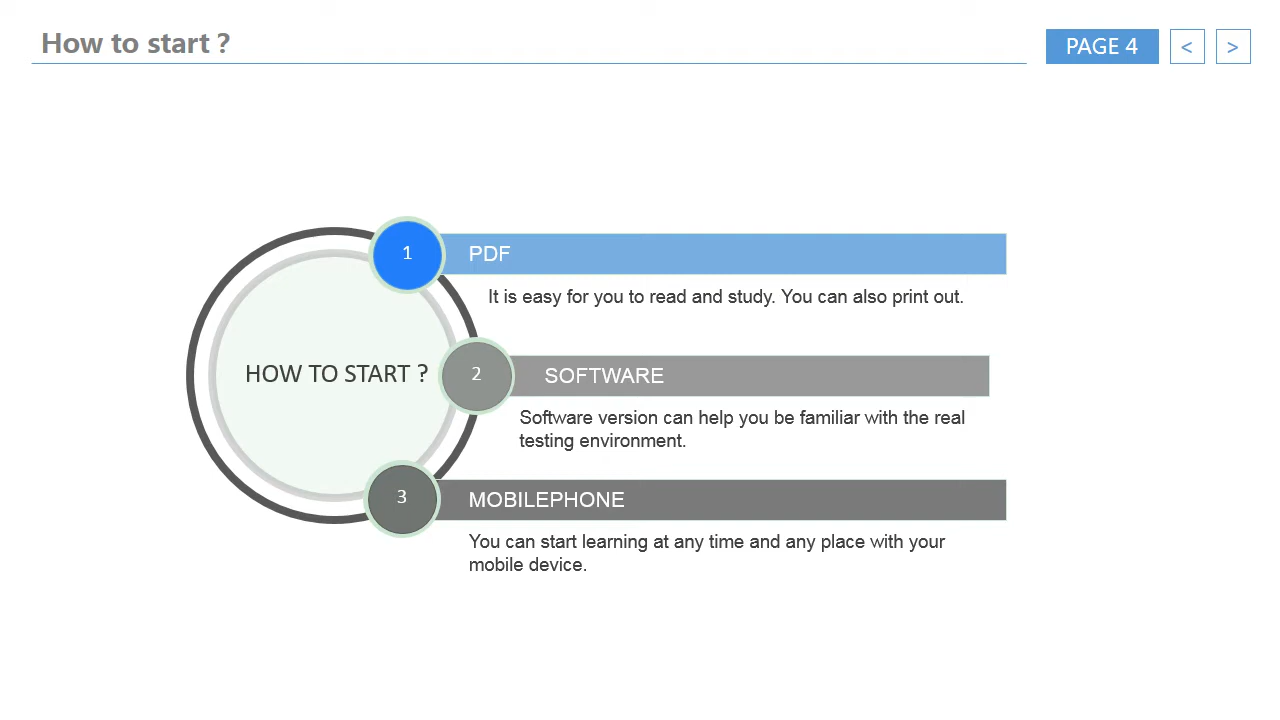 How to start ?
PAGE 4
<
>
1
PDF
It is easy for you to read and study. You can also print out.
HOW TO START ?
2
SOFTWARE
Software version can help you be familiar with the real
testing environment.
3
MOBILEPHONE
You can start learning at any time and any place with your
mobile device.